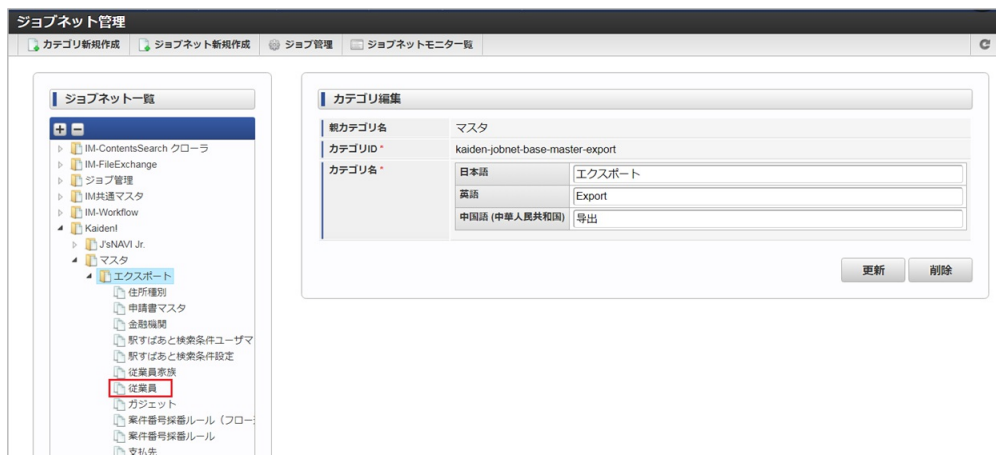 ジョブネット管理
カテゴリ新規作成 ジョブネット新規作成 ジョブ管理 ジョブネットモニタ一覧
ジョブネット一覧
IM-ContentsSearch クローラ
IM-FileExchange
ジョブ管理
IM共通マスタ
IM-Workflow
Kaiden!
J'sNAVI Jr.
マスタ
エクスポート
住所種別
申請書マスタ
金融機関
駅すぱあと検索条件ユーザマ
駅すぱあと検索条件設定
従業員家族
従業員
ガジェット
案件番号採番ルール（フロー
案件番号採番ルール
支払先
カテゴリ編集
親カテゴリ名 マスタ
カテゴリID * kaiden-jobnet-base-master-export
カテゴリ名 *
日本語 エクスポート
英語 Export
中国語 (中華人民共和国) 导出
更新 削除